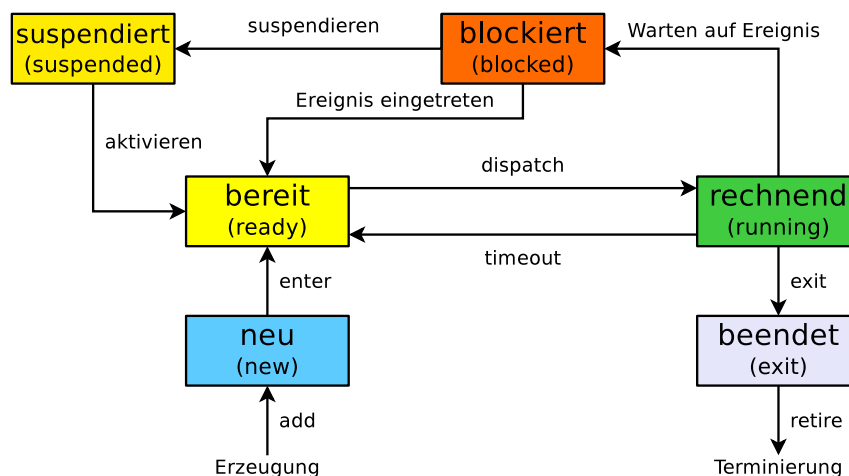 suspendiert
(suspended)
suspendieren
blockiert
(blocked)
Warten auf Ereignis
Ereignis eingetreten
aktivieren
bereit
(ready)
dispatch
rechnend
(running)
timeout
enter
exit
neu
(new)
beendet
(exit)
add
retire
Erzeugung
Terminierung